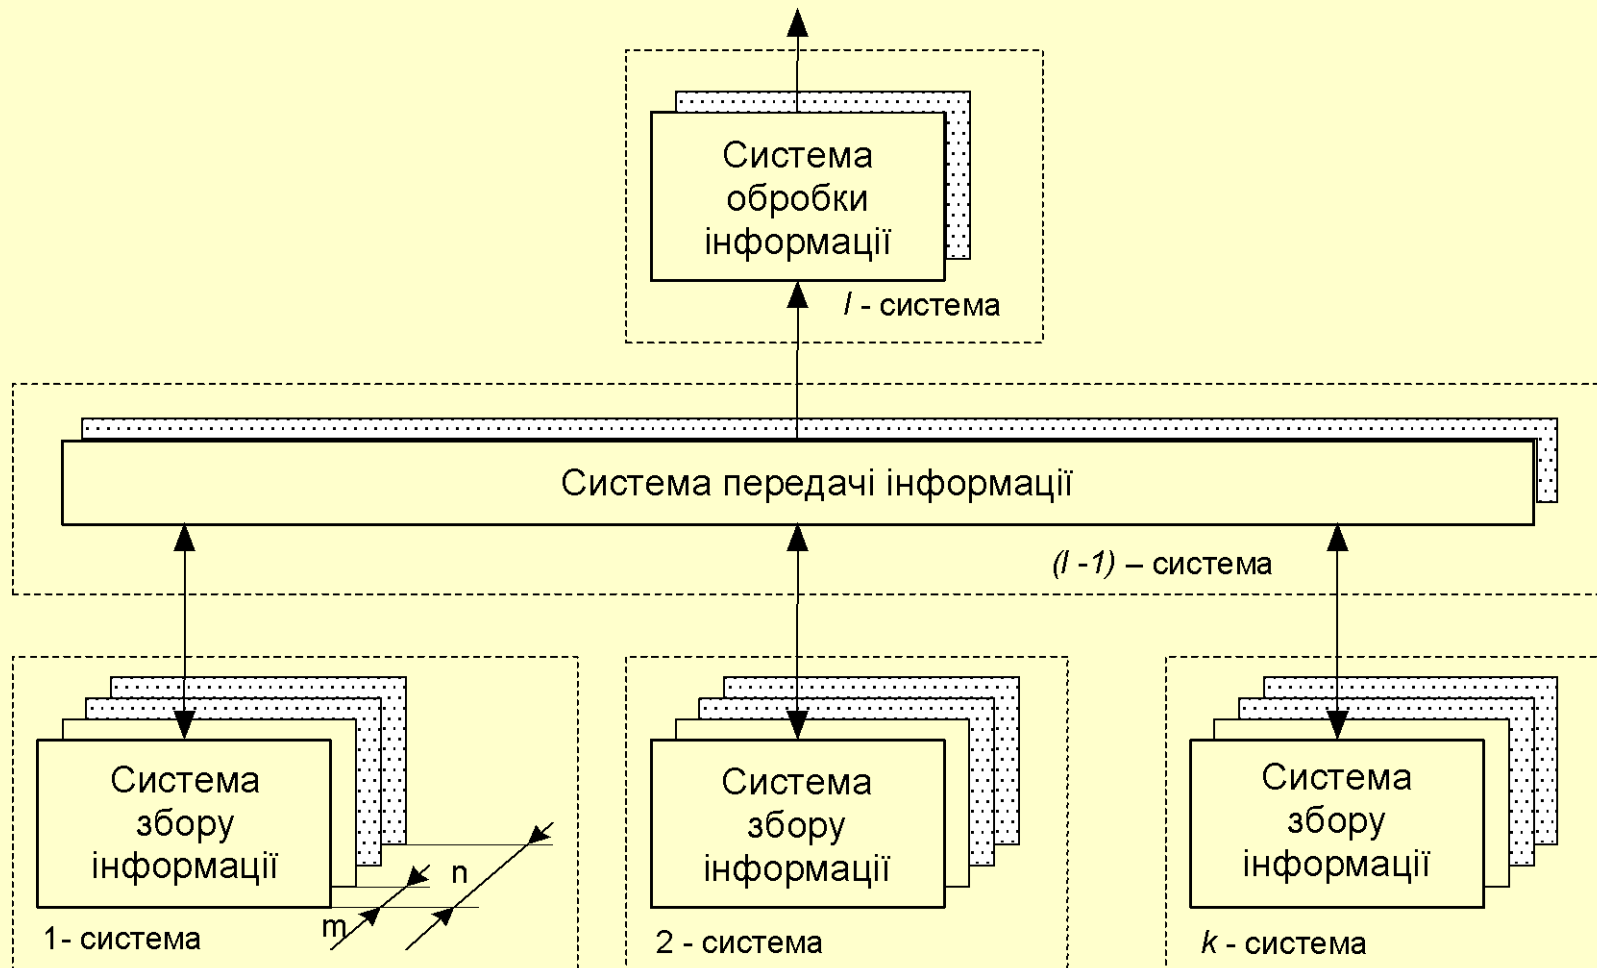 Система
обробки
інформації
l - система
Система передачі інформації
(l -1) – система
Система
збору
інформації
n
m
1- система
Система
збору
інформації
2 - система
Система
збору
інформації
k - система